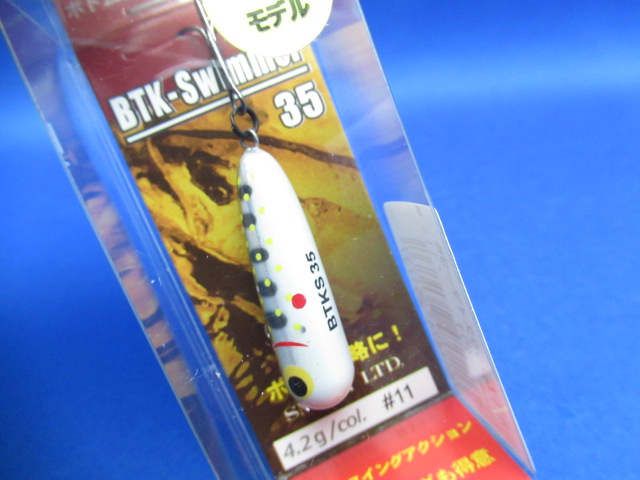 モデル
BTK-Swimmer
35
BTKS 35
略に!
LTD.
4.2g/col. #11
イングアクション
も得意